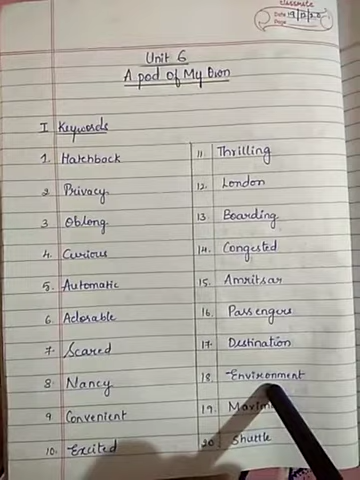 classmate
Date
Page
Unit 6
A pod of My Own
I Keywords
1. Hatchback
2. Privacy
3. Oblong
4. Curious
5. Automatic
6. Adorable
7. Scared
8. Nancy
9. Convenient
10. Excited
11. Thrilling
12. London
13. Boarding
14. Congested
15. Amritsar
16. Passengers
17. Destination
18. Environment
19.
20. Shuttle